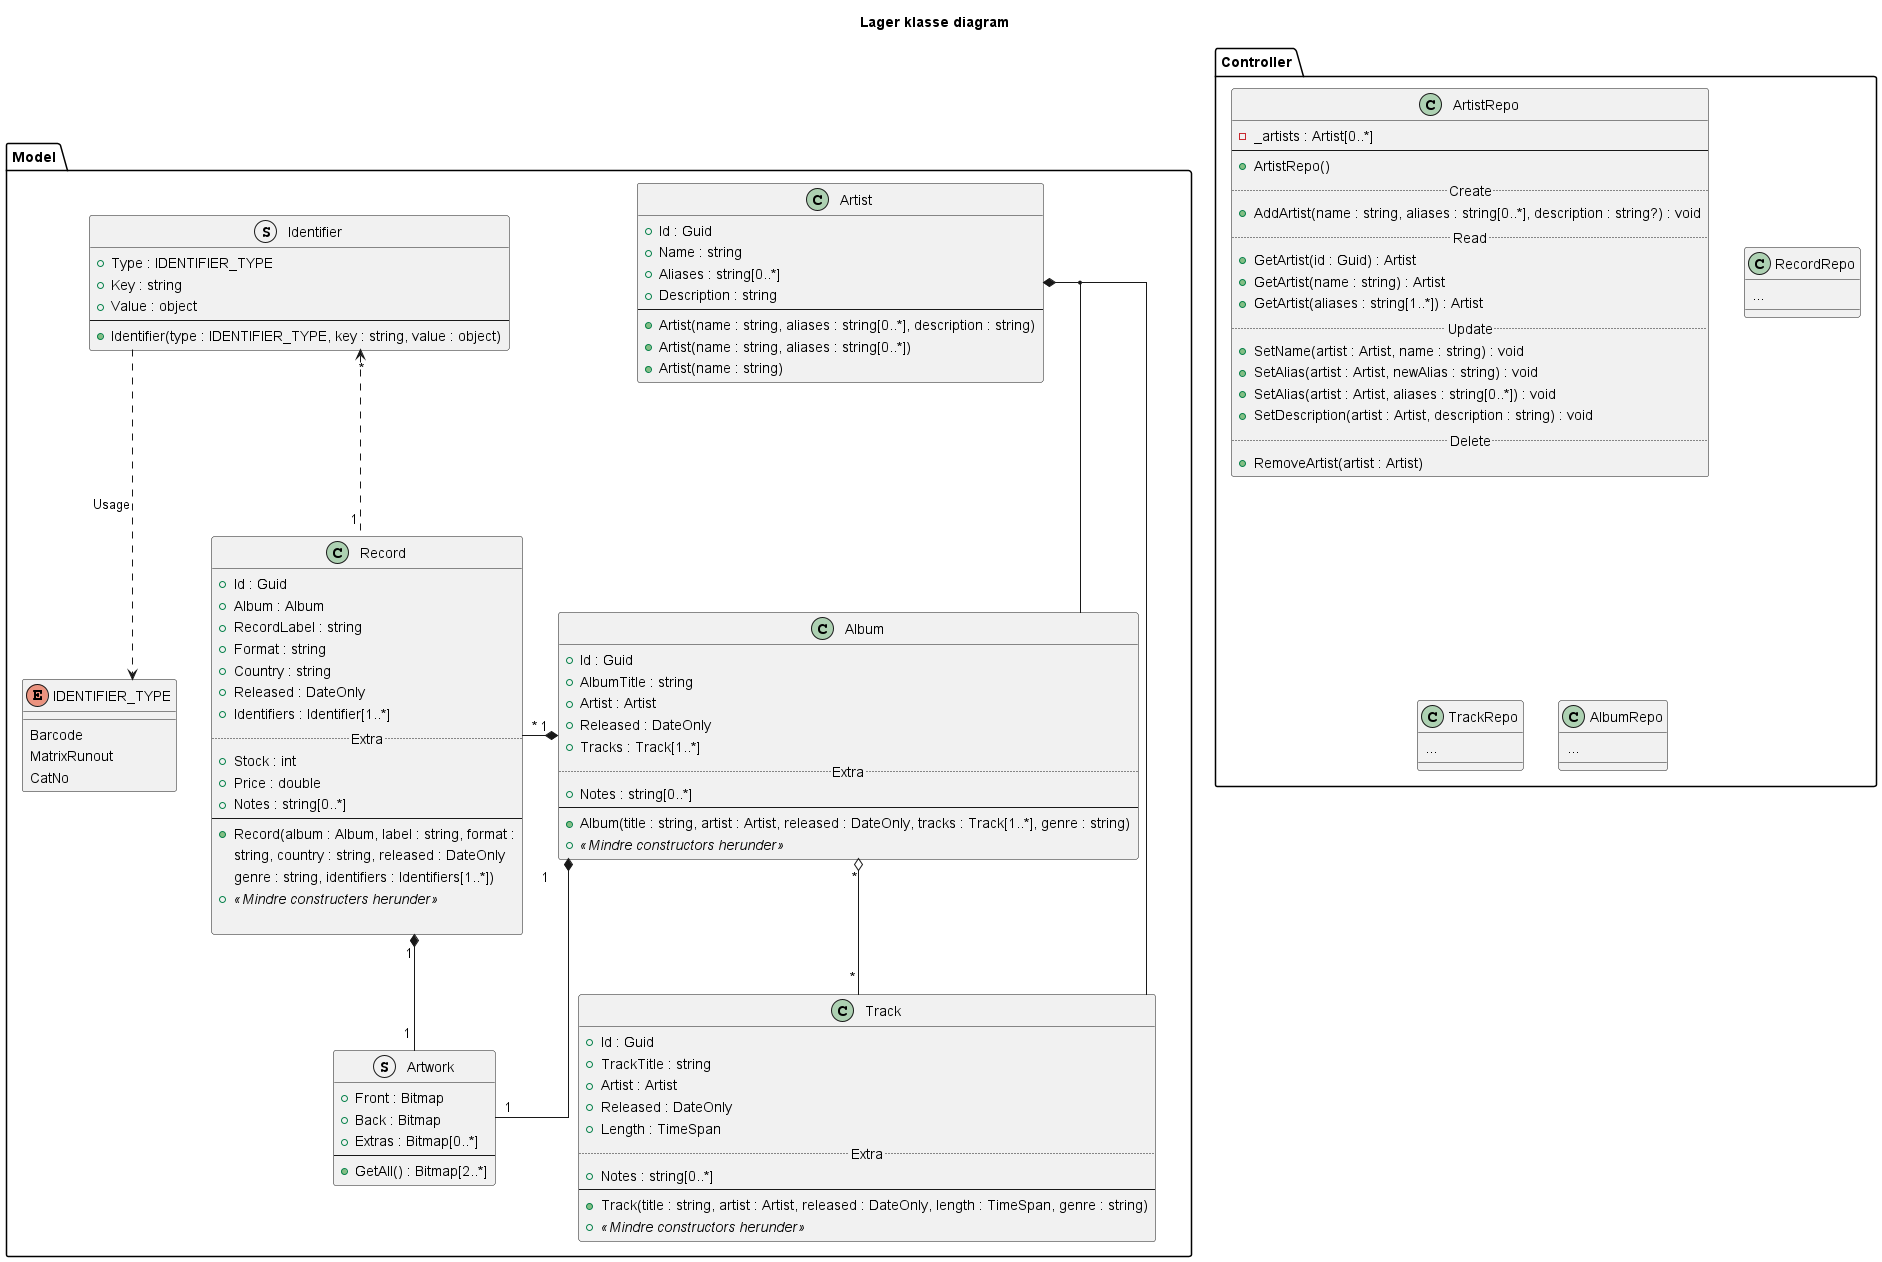 Lager klasse diagram
Model
S Identifier
Type : IDENTIFIER_TYPE
Key : string
Value : object
Identifier(type : IDENTIFIER_TYPE, key : string, value : object)
C Artist
Id : Guid
Name : string
Aliases : string[0..*]
Description : string
Artist(name : string, aliases : string[0..*], description : string)
Artist(name : string, aliases : string[0..*])
Artist(name : string)
*
Usage
1
C Record
Id : Guid
Album : Album
RecordLabel : string
Format : string
Country : string
Released : DateOnly
Identifiers : Identifier[1..*]
Extra
Stock : int
Price : double
Notes : string[0..*]
Record(album : Album, label : string, format :
string, country : string, released : DateOnly
genre : string, identifiers : Identifiers[1..*])
«Mindre constructers herunder»
* 1
E IDENTIFIER_TYPE
Barcode
MatrixRunout
CatNo
C Album
Id : Guid
AlbumTitle : string
Artist : Artist
Released : DateOnly
Tracks : Track[1..*]
Extra
Notes : string[0..*]
Album(title : string, artist : Artist, released : DateOnly, tracks : Track[1..*], genre : string)
«Mindre constructors herunder»
1
*
1
*
1
1
S Artwork
Front : Bitmap
Back : Bitmap
Extras : Bitmap[0..*]
GetAll() : Bitmap[2..*]
C Track
Id : Guid
TrackTitle : string
Artist : Artist
Released : DateOnly
Length : TimeSpan
Extra
Notes : string[0..*]
Track(title : string, artist : Artist, released : DateOnly, length : TimeSpan, genre : string)
«Mindre constructors herunder»
Controller
C ArtistRepo
_artists : Artist[0..*]
ArtistRepo()
Create
AddArtist(name : string, aliases : string[0..*], description : string?) : void
Read
GetArtist(id : Guid) : Artist
GetArtist(name : string) : Artist
GetArtist(aliases : string[1..*]) : Artist
Update
SetName(artist : Artist, name : string) : void
SetAlias(artist : Artist, newAlias : string) : void
SetAlias(artist : Artist, aliases : string[0..*]) : void
SetDescription(artist : Artist, description : string) : void
Delete
RemoveArtist(artist : Artist)
C RecordRepo
...
C TrackRepo
...
C AlbumRepo
...